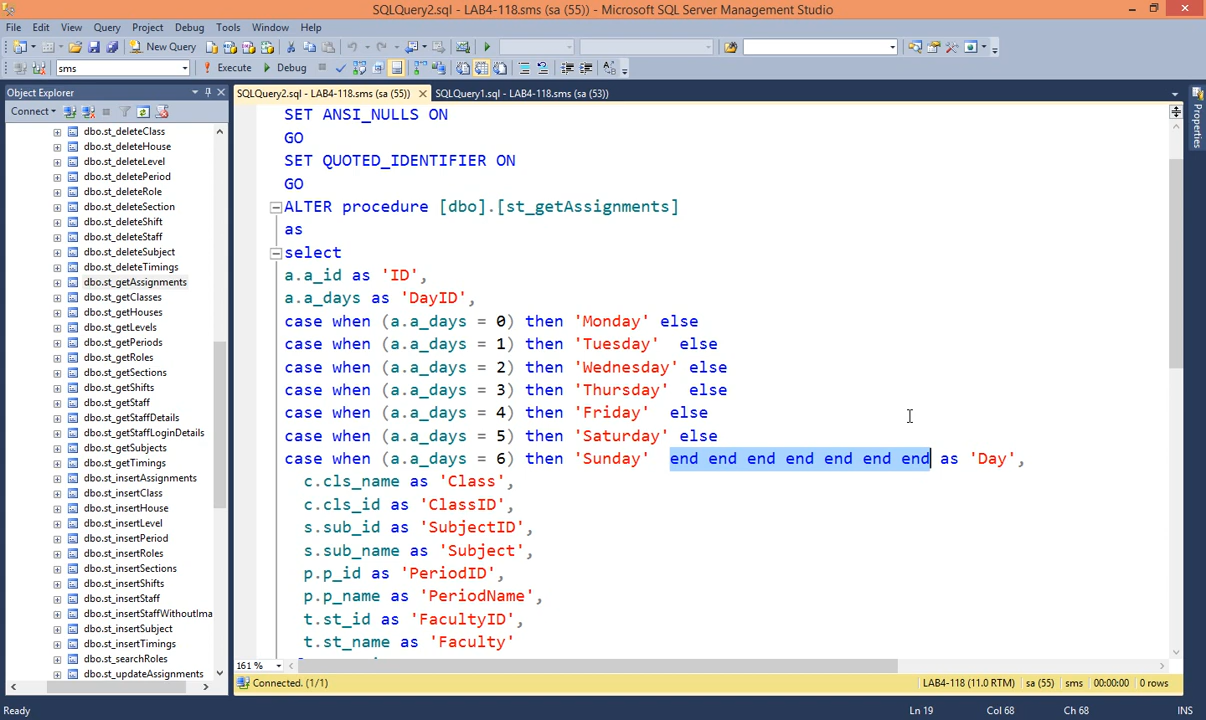 SQLQuery2.sql - LAB4-118.sms (sa (55)) - Microsoft SQL Server Management Studio
File Edit View Query Project Debug Tools Window Help
New Query
sms Execute Debug
Object Explorer
SQLQuery2.sql - LAB4-118.sms (sa (55)) SQLQuery1.sql - LAB4-118.sms (sa (53))
Connect
Properties
dbo.st_deleteClass
dbo.st_deleteHouse
dbo.st_deleteLevel
dbo.st_deletePeriod
dbo.st_deleteRole
dbo.st_deleteSection
dbo.st_deleteShift
dbo.st_deleteStaff
dbo.st_deleteSubject
dbo.st_deleteTimings
dbo.st_getAssignments
dbo.st_getClasses
dbo.st_getHouses
dbo.st_getLevels
dbo.st_getPeriods
dbo.st_getRoles
dbo.st_getSections
dbo.st_getShifts
dbo.st_getStaff
dbo.st_getStaffDetails
dbo.st_getStaffLoginDetails
dbo.st_getSubjects
dbo.st_getTimings
dbo.st_insertAssignments
dbo.st_insertClass
dbo.st_insertHouse
dbo.st_insertLevel
dbo.st_insertPeriod
dbo.st_insertRoles
dbo.st_insertSections
dbo.st_insertShifts
dbo.st_insertStaff
dbo.st_insertStaffWithoutIma
dbo.st_insertSubject
dbo.st_insertTimings
dbo.st_searchRoles
dbo.st_updateAssignments
SET ANSI_NULLS ON
GO
SET QUOTED_IDENTIFIER ON
GO
ALTER procedure [dbo].[st_getAssignments]
as
select
a.a_id as 'ID',
a.a_days as 'DayID',
case when (a.a_days = 0) then 'Monday' else
case when (a.a_days = 1) then 'Tuesday'  else
case when (a.a_days = 2) then 'Wednesday' else
case when (a.a_days = 3) then 'Thursday'  else
case when (a.a_days = 4) then 'Friday'  else
case when (a.a_days = 5) then 'Saturday' else
case when (a.a_days = 6) then 'Sunday'  end end end end end end end as 'Day',
c.cls_name as 'Class',
c.cls_id as 'ClassID',
s.sub_id as 'SubjectID',
s.sub_name as 'Subject',
p.p_id as 'PeriodID',
p.p_name as 'PeriodName',
t.st_id as 'FacultyID',
t.st_name as 'Faculty'
161 %
Connected. (1/1) LAB4-118 (11.0 RTM) sa (55) sms 00:00:00 0 rows
Ready Ln 19 Col 68 Ch 68 INS